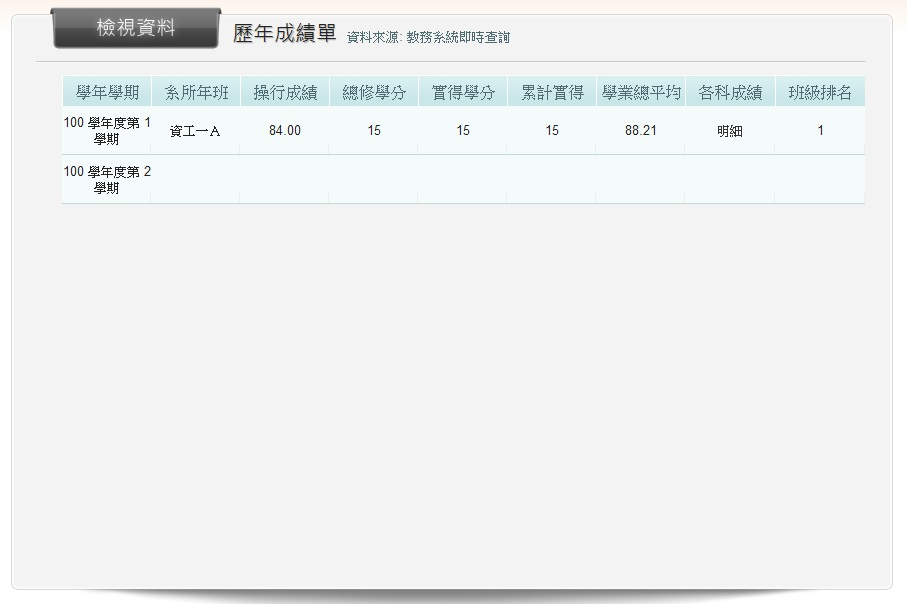 檢視資料
歷年成績單 資料來源: 教務系統即時查詢
學年學期 系所年班 操行成績 總修學分 實得學分 累計實得 學業總平均 各科成績 班級排名
100 學年度第 1
學期 資工一A 84.00 15 15 15 88.21 明細 1
100 學年度第 2
學期